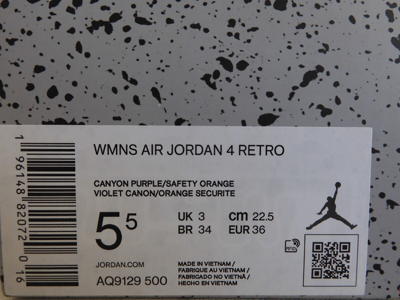 WMNS AIR JORDAN 4 RETRO
CANYON PURPLE/SAFETY ORANGE
VIOLET CANON/ORANGE SECURITE
5⁵
UK 3 cm 22.5
BR 34 EUR 36
JORDAN.COM
AQ9129 500
MADE IN VIETNAM /
FABRIQUE AU VIETNAM /
FABRICADO NO VIETNÃ /
HECHO EN VIETNAM
1 96148 82072 0 16